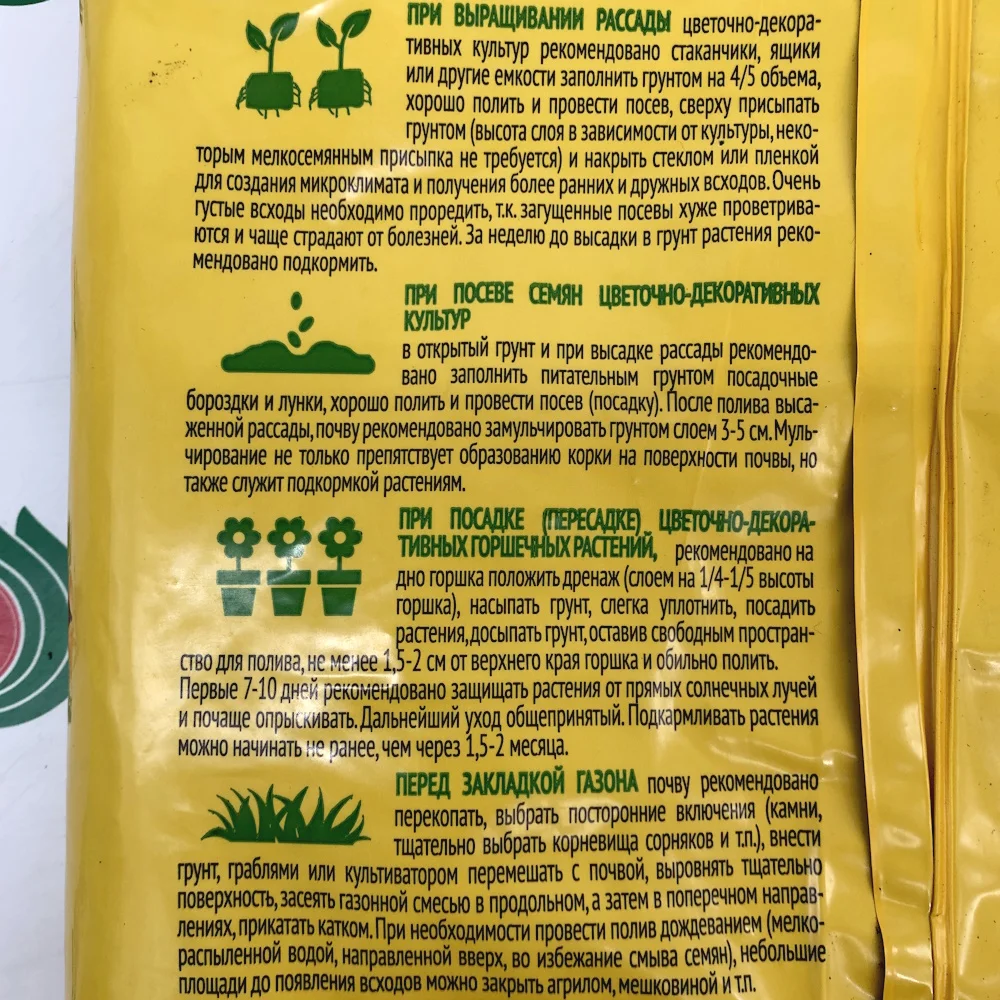 ПРИ ВЫРАЩИВАНИИ РАССАДЫ цветочно-декора-
тивных культур рекомендовано стаканчики, ящики
или другие емкости заполнить грунтом на 4/5 объема,
хорошо полить и провести посев, сверху присыпать
грунтом (высота слоя в зависимости от культуры, неко-
торым мелкосемянным присыпка не требуется) и накрыть стеклом или пленкой
для создания микроклимата и получения более ранних и дружных всходов. Очень
густые всходы необходимо проредить, т.к. загущенные посевы хуже проветрива-
ются и чаще страдают от болезней. За неделю до высадки в грунт растения реко-
мендовано подкормить.
ПРИ ПОСЕВЕ СЕМЯН ЦВЕТОЧНО-ДЕКОРАТИВНЫХ
КУЛЬТУР
в открытый грунт и при высадке рассады рекомендо-
вано заполнить питательным грунтом посадочные
бороздки и лунки, хорошо полить и провести посев (посадку). После полива выса-
женной рассады, почву рекомендовано замульчировать грунтом слоем 3-5 см. Муль-
чирование не только препятствует образованию корки на поверхности почвы, но
также служит подкормкой растениям.
ПРИ ПОСАДКЕ (ПЕРЕСАДКЕ) ЦВЕТОЧНО-ДЕКОРА-
ТИВНЫХ ГОРШЕЧНЫХ РАСТЕНИЙ, рекомендовано на
дно горшка положить дренаж (слоем на 1/4-1/5 высоты
горшка), насыпать грунт, слегка уплотнить, посадить
растения, досыпать грунт, оставив свободным простран-
ство для полива, не менее 1,5-2 см от верхнего края горшка и обильно полить.
Первые 7-10 дней рекомендовано защищать растения от прямых солнечных лучей
и почаще опрыскивать. Дальнейший уход общепринятый. Подкармливать растения
можно начинать не ранее, чем через 1,5-2 месяца.
ПЕРЕД ЗАКЛАДКОЙ ГАЗОНА почву рекомендовано
перекопать, выбрать посторонние включения (камни,
тщательно выбрать корневища сорняков и т.п.), внести
грунт, граблями или культиватором перемешать с почвой, выровнять тщательно
поверхность, засеять газонной смесью в продольном, а затем в поперечном направ-
лениях, прикатать катком. При необходимости провести полив дождеванием (мелко-
распыленной водой, направленной вверх, во избежание смыва семян), небольшие
площади до появления всходов можно закрыть агрилом, мешковиной и т.п.